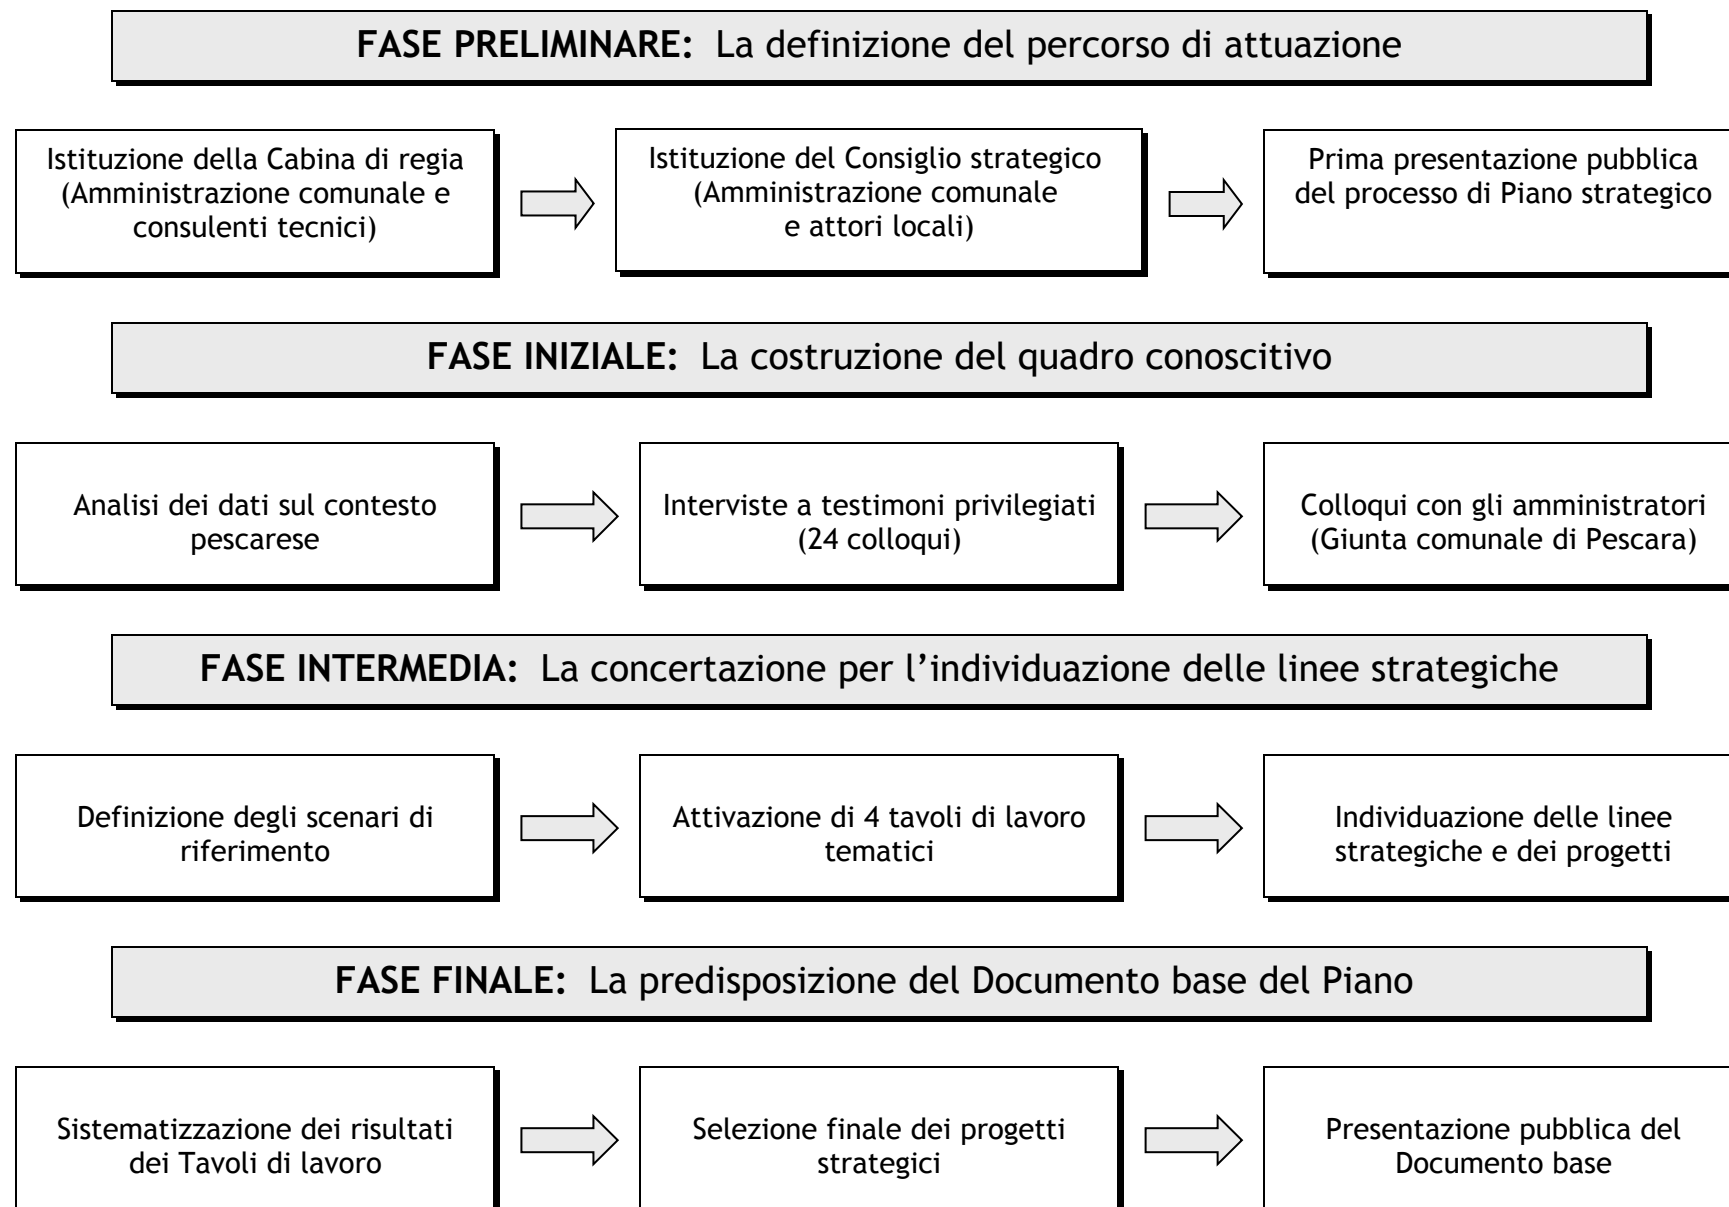 FASE PRELIMINARE: La definizione del percorso di attuazione
Istituzione della Cabina di regia
(Amministrazione comunale e
consulenti tecnici)
Istituzione del Consiglio strategico
(Amministrazione comunale
e attori locali)
Prima presentazione pubblica
del processo di Piano strategico
FASE INIZIALE: La costruzione del quadro conoscitivo
Analisi dei dati sul contesto
pescarese
Interviste a testimoni privilegiati
(24 colloqui)
Colloqui con gli amministratori
(Giunta comunale di Pescara)
FASE INTERMEDIA: La concertazione per l’individuazione delle linee strategiche
Definizione degli scenari di
riferimento
Attivazione di 4 tavoli di lavoro
tematici
Individuazione delle linee
strategiche e dei progetti
FASE FINALE: La predisposizione del Documento base del Piano
Sistematizzazione dei risultati
dei Tavoli di lavoro
Selezione finale dei progetti
strategici
Presentazione pubblica del
Documento base